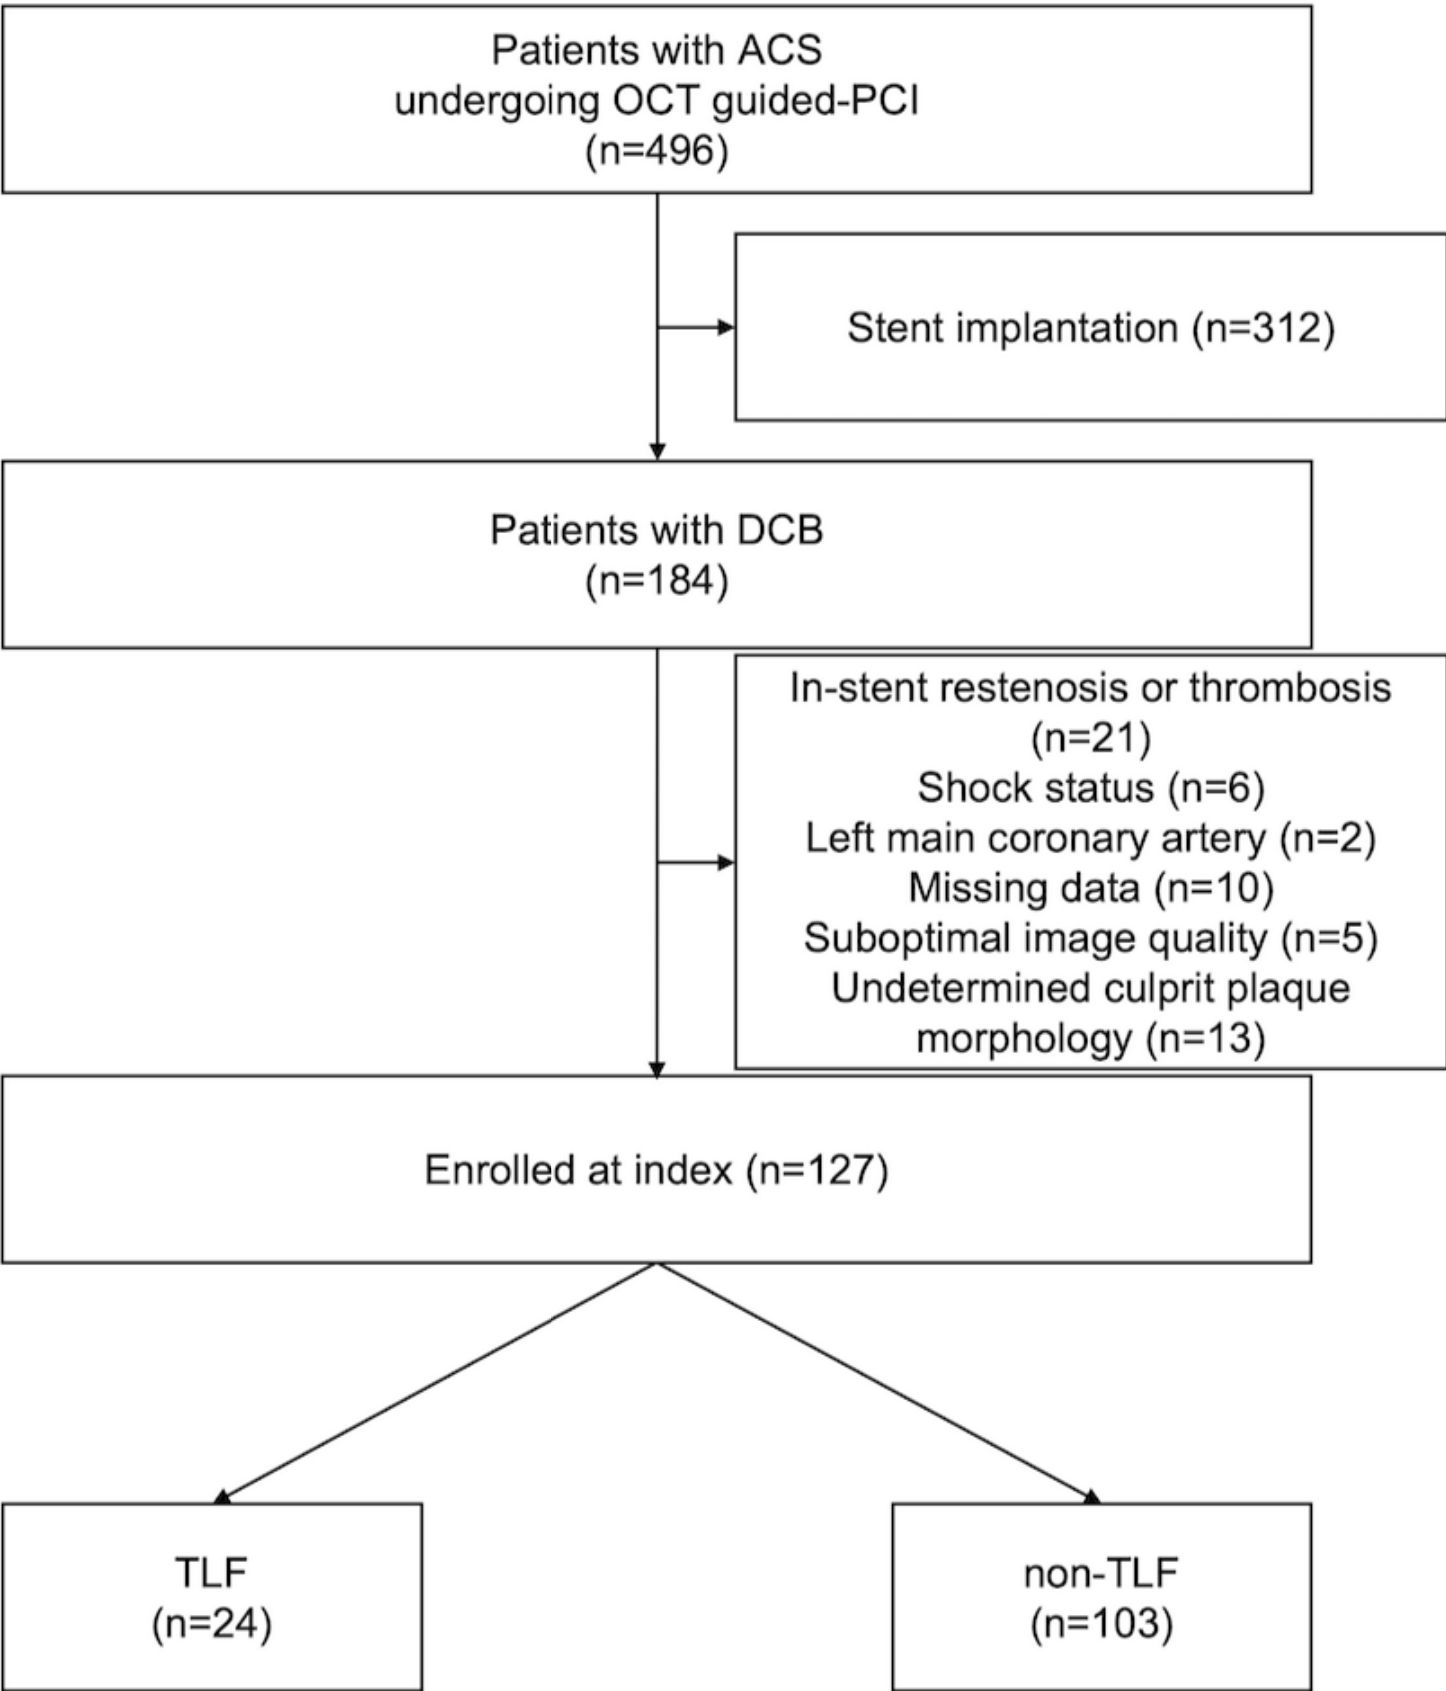 Patients with ACS
undergoing OCT guided-PCI
(n=496)
Stent implantation (n=312)
Patients with DCB
(n=184)
In-stent restenosis or thrombosis
(n=21)
Shock status (n=6)
Left main coronary artery (n=2)
Missing data (n=10)
Suboptimal image quality (n=5)
Undetermined culprit plaque
morphology (n=13)
Enrolled at index (n=127)
TLF
(n=24)
non-TLF
(n=103)